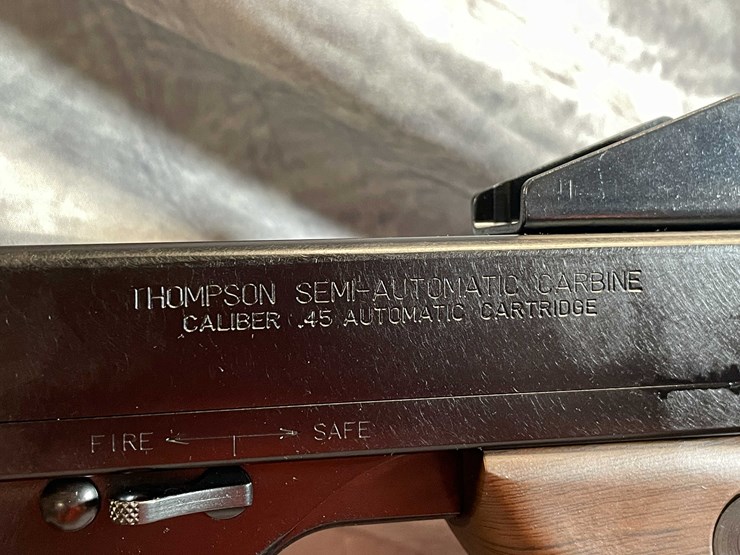 THOMPSON SEMI-AUTOMATIC CARBINE
CALIBER .45 AUTOMATIC CARTRIDGE
FIRE SAFE